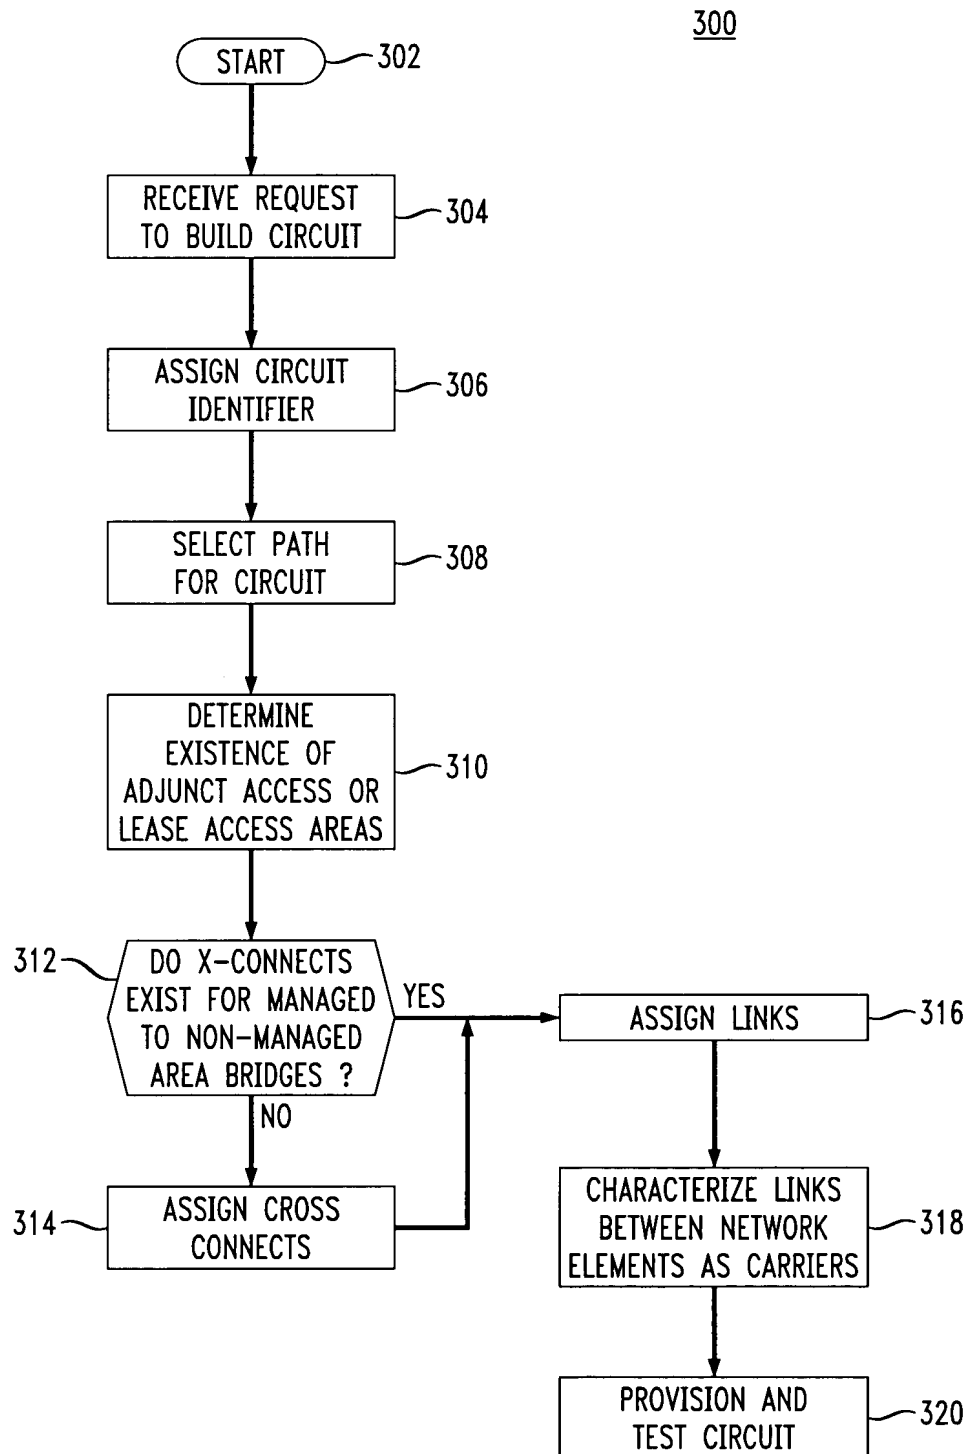 300
START
302
RECEIVE REQUEST
TO BUILD CIRCUIT
304
ASSIGN CIRCUIT
IDENTIFIER
306
SELECT PATH
FOR CIRCUIT
308
DETERMINE
EXISTENCE OF
ADJUNCT ACCESS OR
LEASE ACCESS AREAS
310
312
DO X-CONNECTS
EXIST FOR MANAGED
TO NON-MANAGED
AREA BRIDGES ?
YES
NO
314
ASSIGN CROSS
CONNECTS
ASSIGN LINKS
316
CHARACTERIZE LINKS
BETWEEN NETWORK
ELEMENTS AS CARRIERS
318
PROVISION AND
TEST CIRCUIT
320